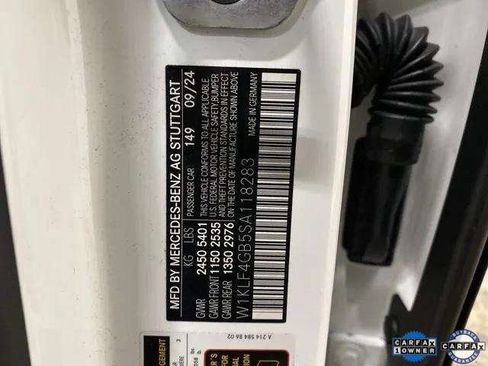 MFD BY MERCEDES-BENZ AG STUTTGART
PASSENGER CAR 149 09/24
KG LBS
GAWR 2450 5401
GAWR FRONT 1150 2535
GAWR 1350 2976
THIS VEHICLE CONFORMS TO ALL APPLICABLE
U.S. FEDERAL MOTOR VEHICLE SAFETY, BUMPER
AND THEFT PREVENTION STANDARDS IN EFFECT
ON THE DATE OF MANUFACTURE SHOWN ABOVE
MADE IN GERMANY
W1KLF4GB5SA118283
A 214 584 86 02
CARFAX
1 OWNER
CARFAX